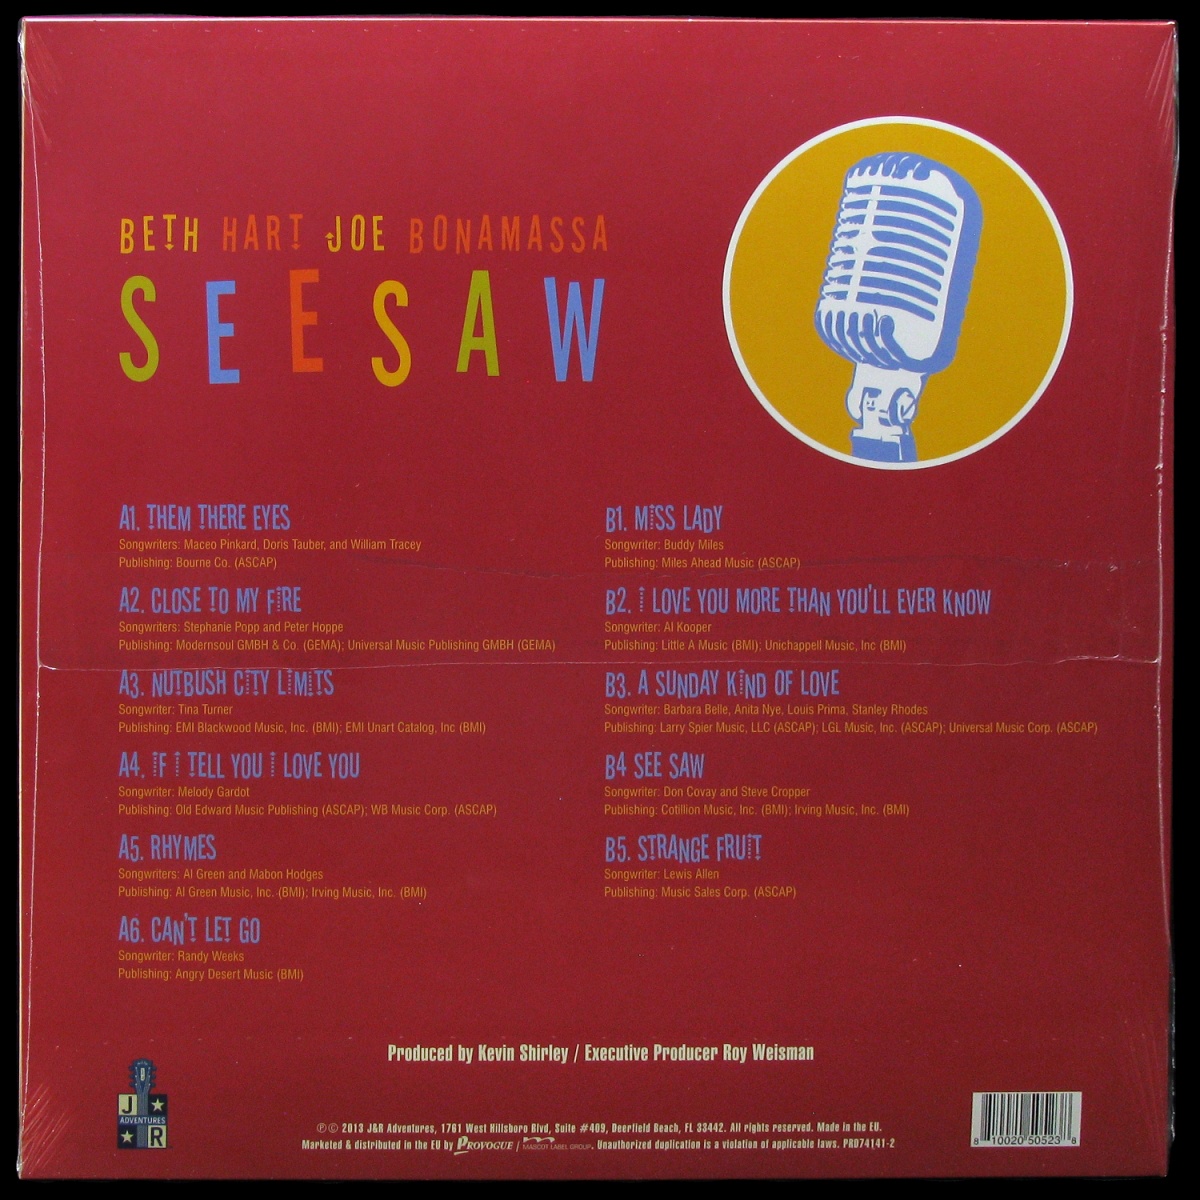 BETH HART JOE BONAMASSA
SEESAW
A1. THEM THERE EYES
Songwriters: Maceo Pinkard, Doris Tauber, and William Tracey
Publishing: Bourne Co. (ASCAP)
A2. CLOSE TO MY FIRE
Songwriters: Stephanie Popp and Peter Hoppe
Publishing: Modernsoul GMBH & Co. (GEMA); Universal Music Publishing GMBH (GEMA)
A3. NUTBUSH CITY LIMITS
Songwriter: Tina Turner
Publishing: EMI Blackwood Music, Inc. (BMI); EMI Unart Catalog, Inc (BMI)
A4. IF I TELL YOU I LOVE YOU
Songwriter: Melody Gardot
Publishing: Old Edward Music Publishing (ASCAP); WB Music Corp. (ASCAP)
A5. RHYMES
Songwriters: Al Green and Mabon Hodges
Publishing: Al Green Music, Inc. (BMI); Irving Music, Inc. (BMI)
A6. CAN'T LET GO
Songwriter: Randy Weeks
Publishing: Angry Desert Music (BMI)
B1. MISS LADY
Songwriter: Buddy Miles
Publishing: Miles Ahead Music (ASCAP)
B2. I LOVE YOU MORE THAN YOU'LL EVER KNOW
Songwriter: Al Kooper
Publishing: Little A Music (BMI); Unichappell Music, Inc (BMI)
B3. A SUNDAY KIND OF LOVE
Songwriters: Barbara Belle, Anita Nye, Louis Prima, Stanley Rhodes
Publishing: Larry Spier Music, LLC (ASCAP); LGL Music, Inc. (ASCAP); Universal Music Corp. (ASCAP)
B4 SEE SAW
Songwriters: Don Covay and Steve Cropper
Publishing: Cotillion Music, Inc. (BMI); Irving Music, Inc. (BMI)
B5. STRANGE FRUIT
Songwriter: Lewis Allen
Publishing: Music Sales Corp. (ASCAP)
Produced by Kevin Shirley / Executive Producer Roy Weisman
J
ADVENTURES
R
℗© 2013 J&R Adventures, 1761 West Hillsboro Blvd, Suite #409, Deerfield Beach, FL 33442. All rights reserved. Made in the EU.
Marketed & distributed in the EU by PROVOGUE / MASCOT LABEL GROUP. Unauthorized duplication is a violation of applicable laws. PRD74141-2
8 10020 50523 8